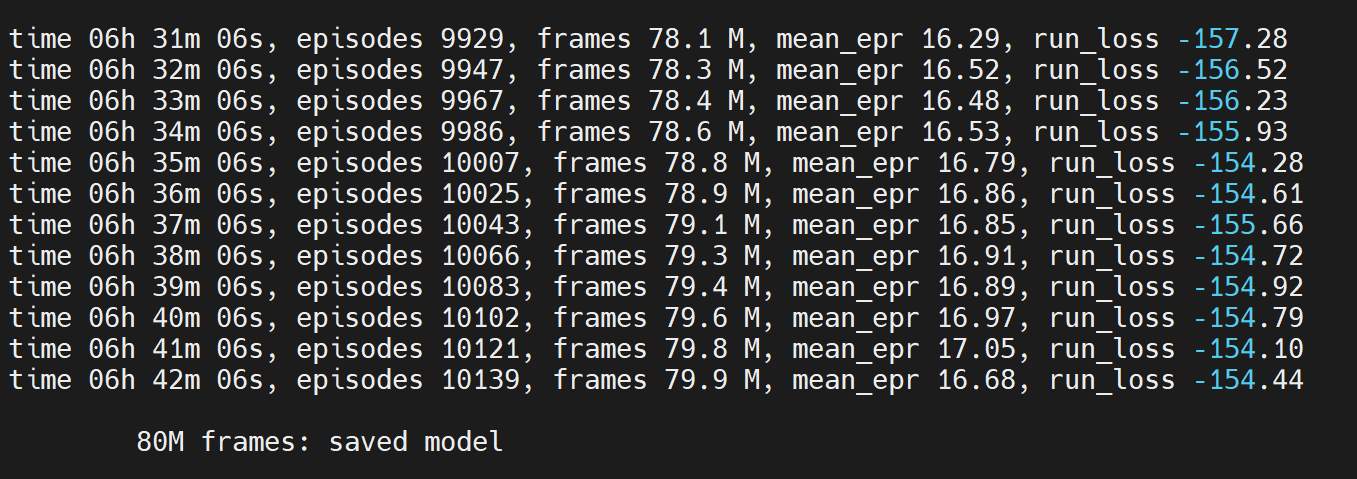 time 06h 31m 06s, episodes 9929, frames 78.1 M, mean_epr 16.29, run_loss -157.28
time 06h 32m 06s, episodes 9947, frames 78.3 M, mean_epr 16.52, run_loss -156.52
time 06h 33m 06s, episodes 9967, frames 78.4 M, mean_epr 16.48, run_loss -156.23
time 06h 34m 06s, episodes 9986, frames 78.6 M, mean_epr 16.53, run_loss -155.93
time 06h 35m 06s, episodes 10007, frames 78.8 M, mean_epr 16.79, run_loss -154.28
time 06h 36m 06s, episodes 10025, frames 78.9 M, mean_epr 16.86, run_loss -154.61
time 06h 37m 06s, episodes 10043, frames 79.1 M, mean_epr 16.85, run_loss -155.66
time 06h 38m 06s, episodes 10066, frames 79.3 M, mean_epr 16.91, run_loss -154.72
time 06h 39m 06s, episodes 10083, frames 79.4 M, mean_epr 16.89, run_loss -154.92
time 06h 40m 06s, episodes 10102, frames 79.6 M, mean_epr 16.97, run_loss -154.79
time 06h 41m 06s, episodes 10121, frames 79.8 M, mean_epr 17.05, run_loss -154.10
time 06h 42m 06s, episodes 10139, frames 79.9 M, mean_epr 16.68, run_loss -154.44
80M frames: saved model